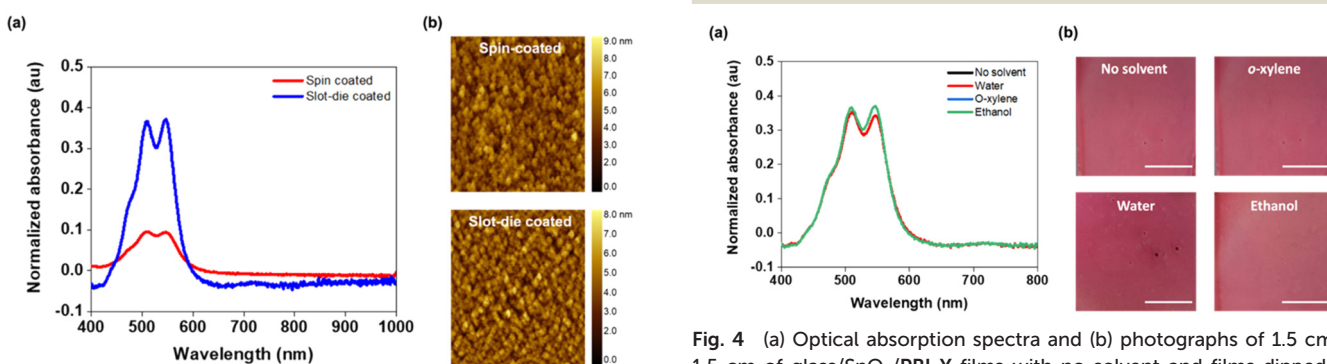 (a)
Normalized absorbance (au)
0.5
0.4
0.3
0.2
0.1
0.0
-0.1
Spin coated
Slot-die coated
400 500 600 700 800 900 1000
Wavelength (nm)
(b)
Spin-coated
9.0 nm
8.0
7.0
6.0
5.0
4.0
3.0
2.0
0.0
Slot-die coated
8.0 nm
7.0
6.0
5.0
4.0
3.0
2.0
0.0
(a)
Normalized absorbance (au)
0.5
0.4
0.3
0.2
0.1
0.0
-0.1
No solvent
Water
O-xylene
Ethanol
400 500 600 700 800
Wavelength (nm)
(b)
No solvent
o-xylene
Water
Ethanol
Fig. 4 (a) Optical absorption spectra and (b) photographs of 1.5 cm